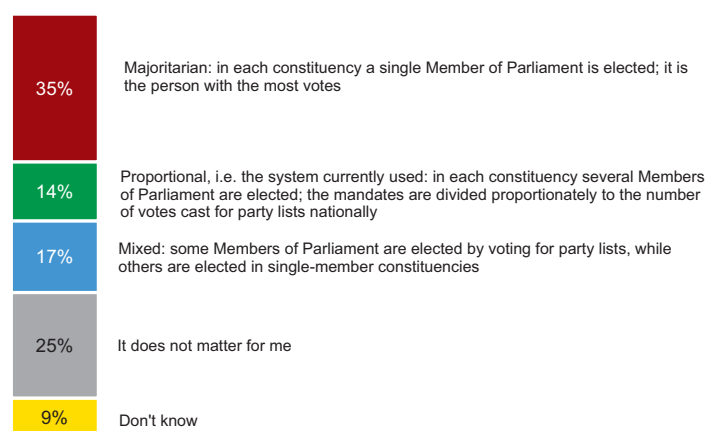 35%
Majoritarian: in each constituency a single Member of Parliament is elected; it is
the person with the most votes
14%
Proportional, i.e. the system currently used: in each constituency several Members
of Parliament are elected; the mandates are divided proportionately to the number
of votes cast for party lists nationally
17%
Mixed: some Members of Parliament are elected by voting for party lists, while
others are elected in single-member constituencies
25%
It does not matter for me
9%
Don't know